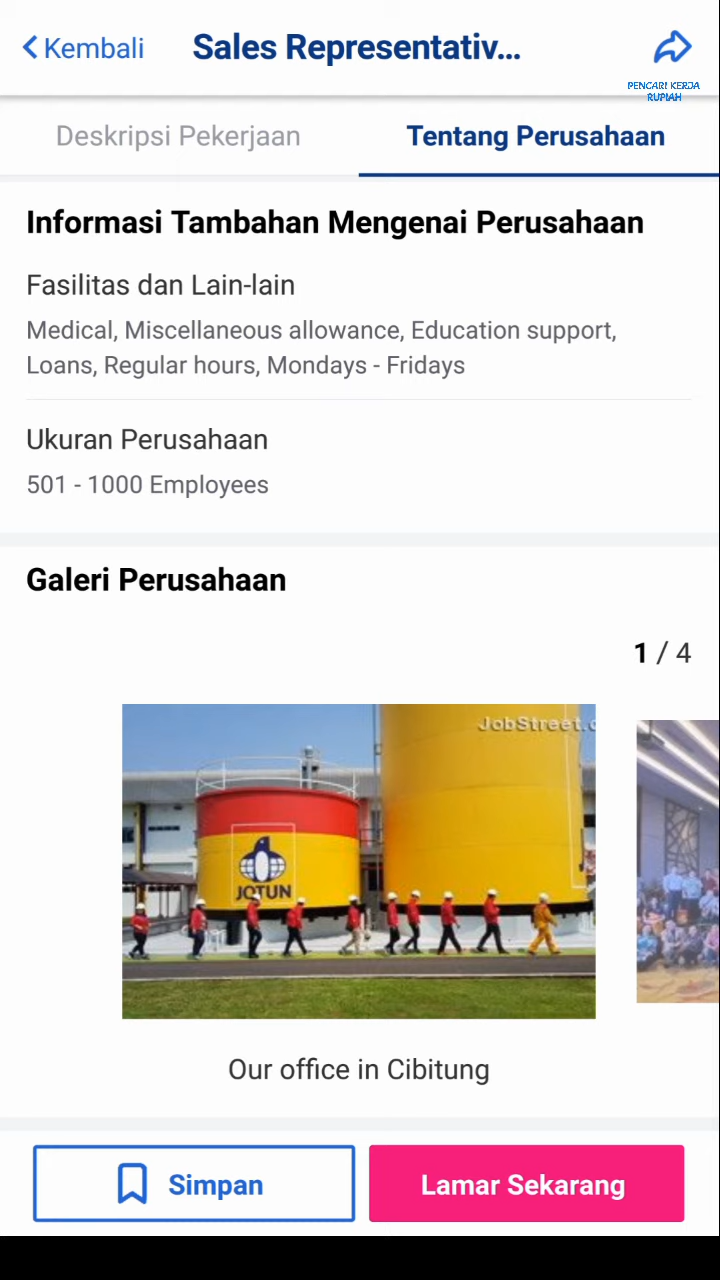 Kembali
Sales Representativ...
PENCARI KERJA
RUPIAH
Deskripsi Pekerjaan
Tentang Perusahaan
Informasi Tambahan Mengenai Perusahaan
Fasilitas dan Lain-lain
Medical, Miscellaneous allowance, Education support,
Loans, Regular hours, Mondays - Fridays
Ukuran Perusahaan
501 - 1000 Employees
Galeri Perusahaan
1 / 4
JobStreet.c
JOTUN
Our office in Cibitung
Simpan
Lamar Sekarang